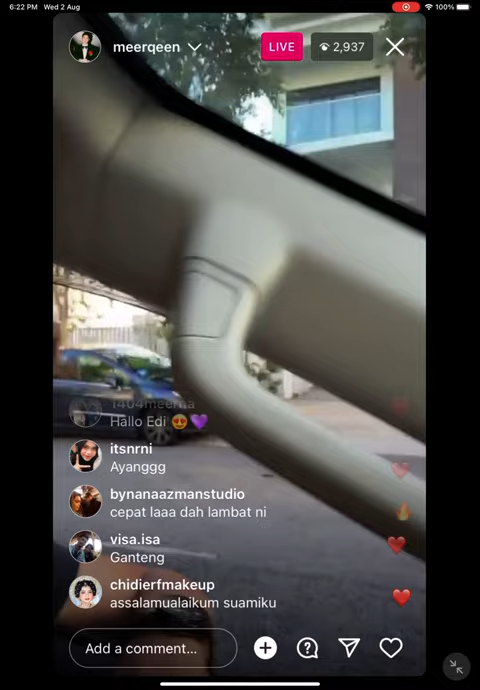 6:22 PM Wed 2 Aug
100%
meerqeen
LIVE
2,937
1404meerha
Hallo Edi 😍💜
itsnrni
Ayanggg
bynanaazmanstudio
cepat laaa dah lambat ni
visa.isa
Ganteng
chidierfmakeup
assalamualaikum suamiku
Add a comment...